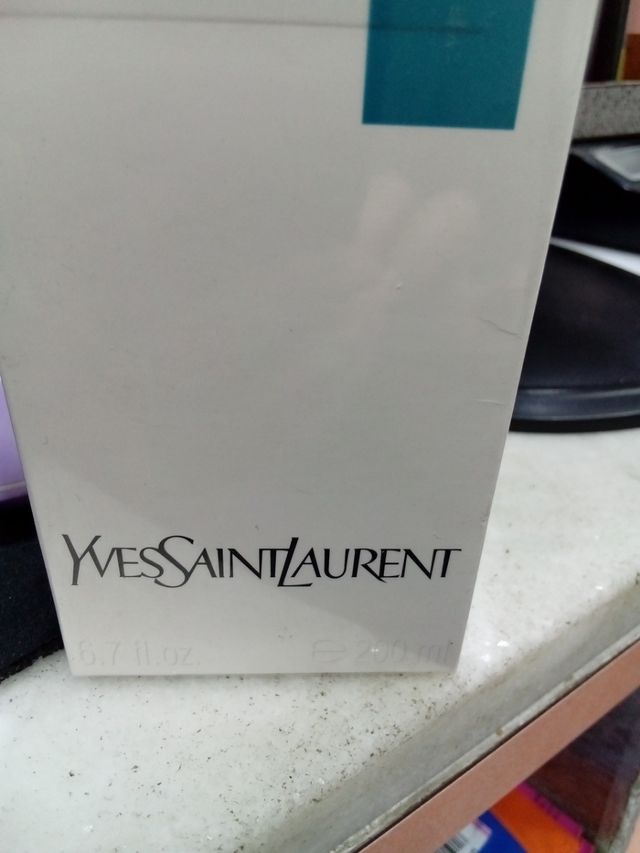 YVESSAINTLAURENT
6.7 fl.oz. ℮ 200 ml